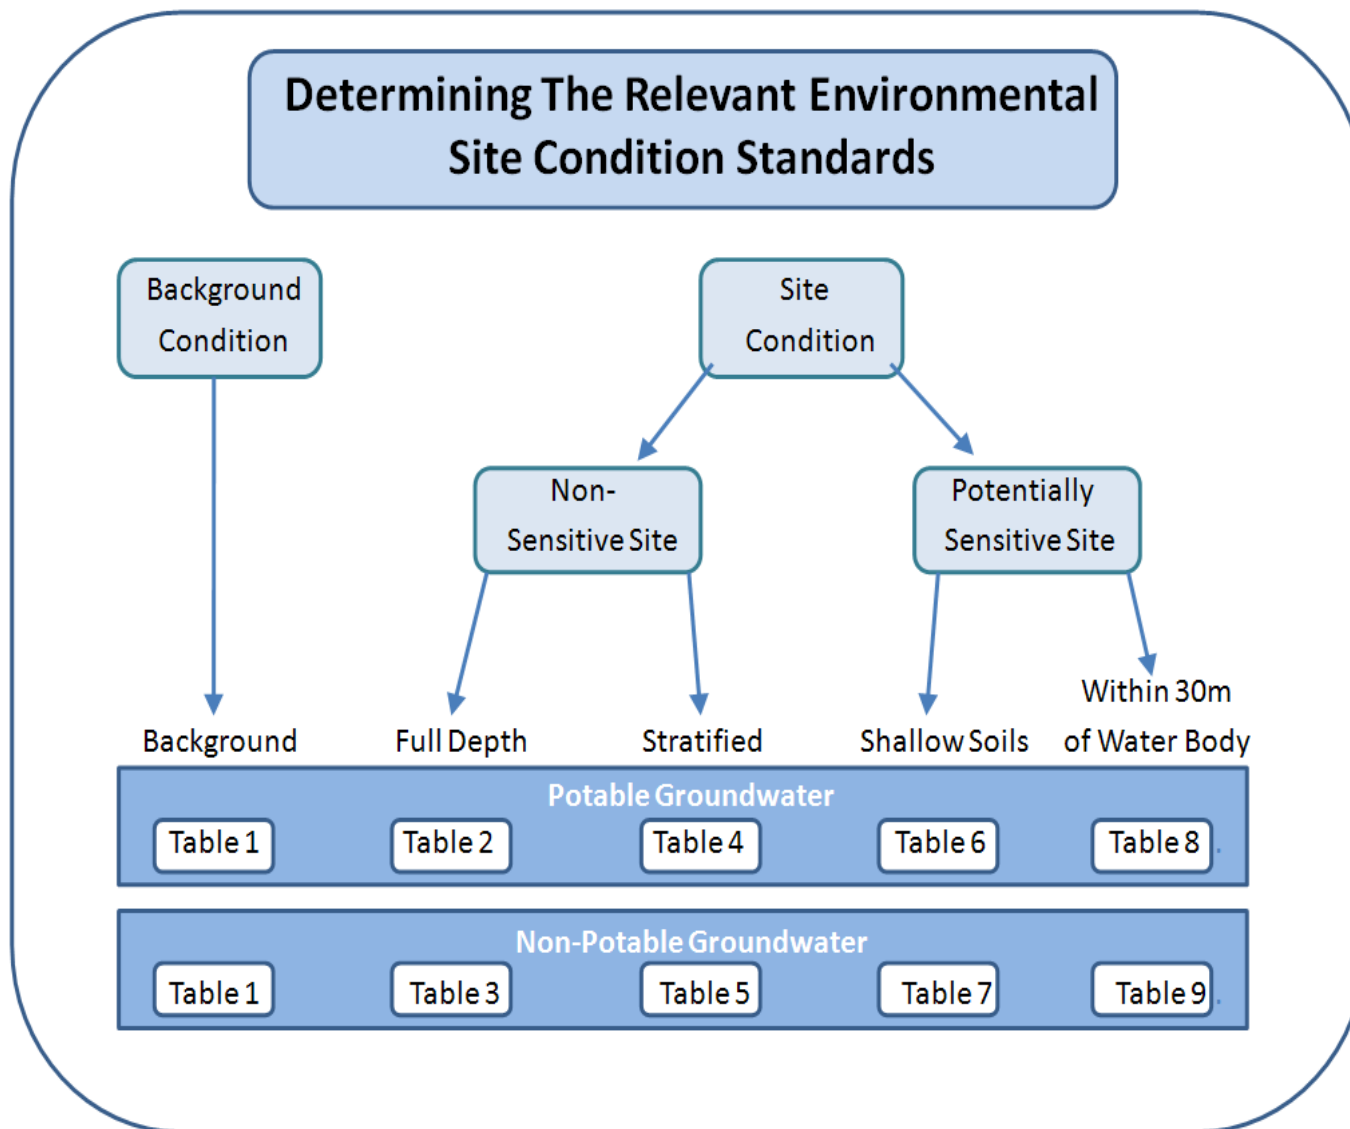 Determining The Relevant Environmental
Site Condition Standards
Background
Condition
Site
Condition
Non-
Sensitive Site
Potentially
Sensitive Site
Background
Full Depth
Stratified
Shallow Soils
Within 30m
of Water Body
Potable Groundwater
Table 1
Table 2
Table 4
Table 6
Table 8 .
Non-Potable Groundwater
Table 1
Table 3
Table 5
Table 7
Table 9 .